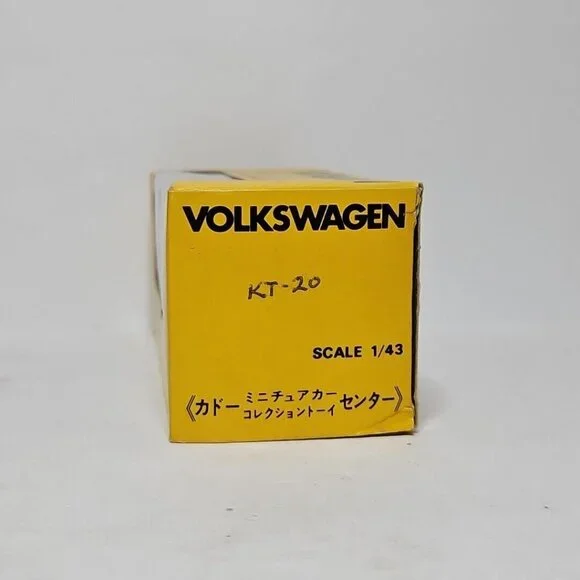 VOLKSWAGEN
KT-20
SCALE 1/43
《カドー ミニチュアカー コレクショントーイ センター》